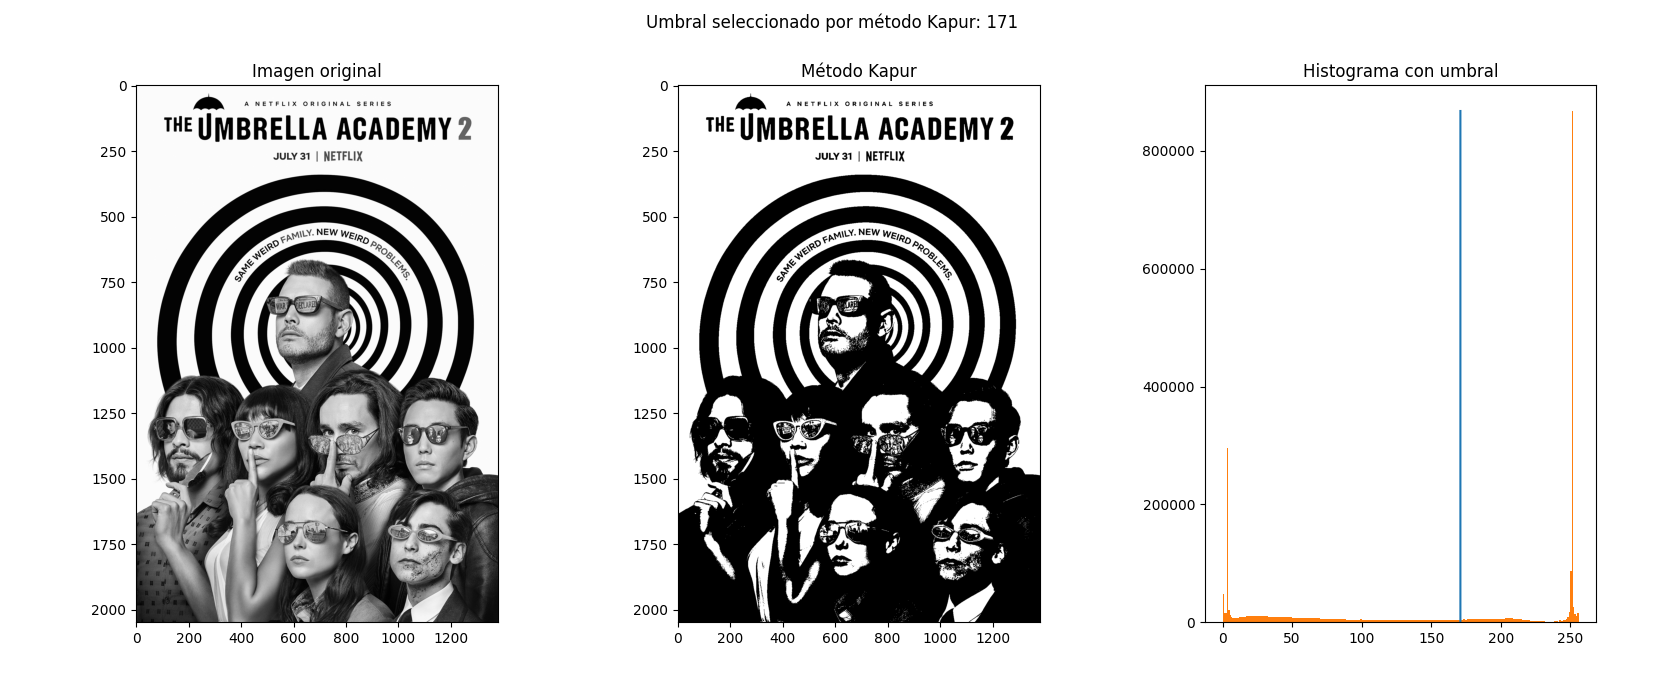 Umbral seleccionado por método Kapur: 171
Imagen original
0
250
500
750
1000
1250
1500
1750
2000
0 200 400 600 800 1000 1200
A NETFLIX ORIGINAL SERIES
THE UMBRELLA ACADEMY 2
JULY 31 | NETFLIX
SAME WEIRD FAMILY. NEW WEIRD PROBLEMS.
Método Kapur
0
250
500
750
1000
1250
1500
1750
2000
0 200 400 600 800 1000 1200
A NETFLIX ORIGINAL SERIES
THE UMBRELLA ACADEMY 2
JULY 31 | NETFLIX
SAME WEIRD FAMILY. NEW WEIRD PROBLEMS.
Histograma con umbral
800000
600000
400000
200000
0
0 50 100 150 200 250